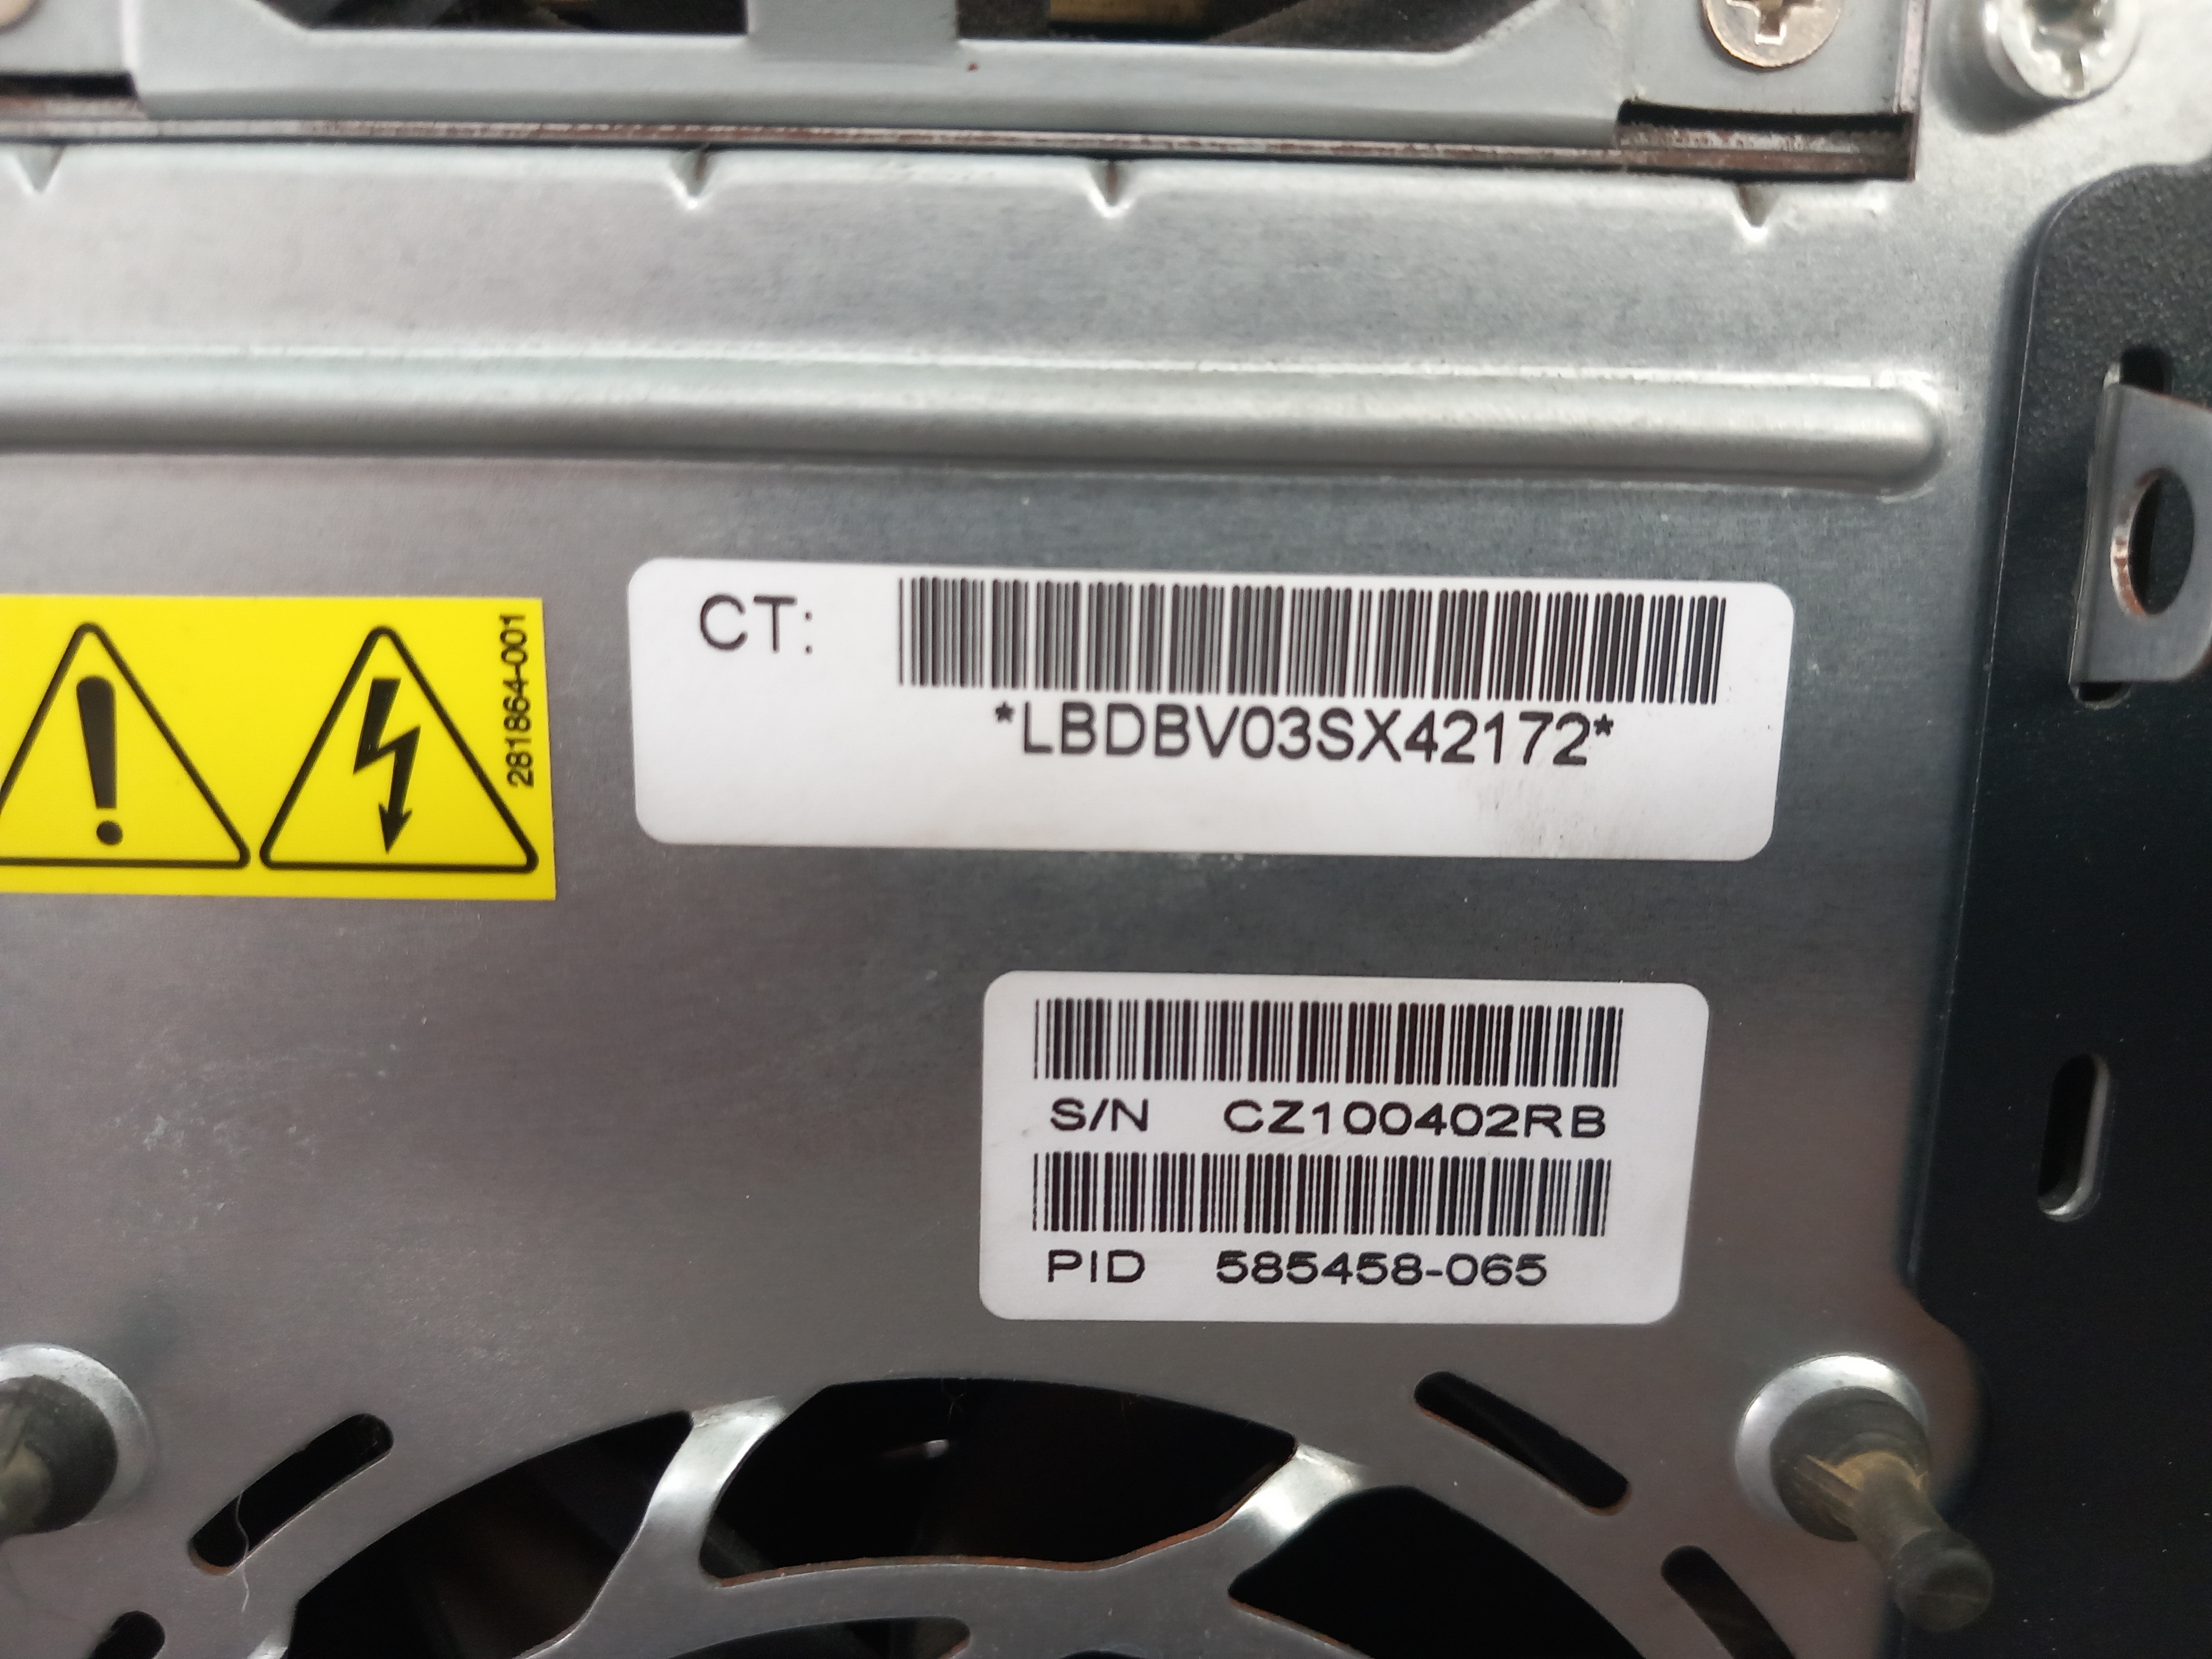 CT:
*LBDBV03SX42172*
281864-001
S/N CZ100402RB
PID 585458-065